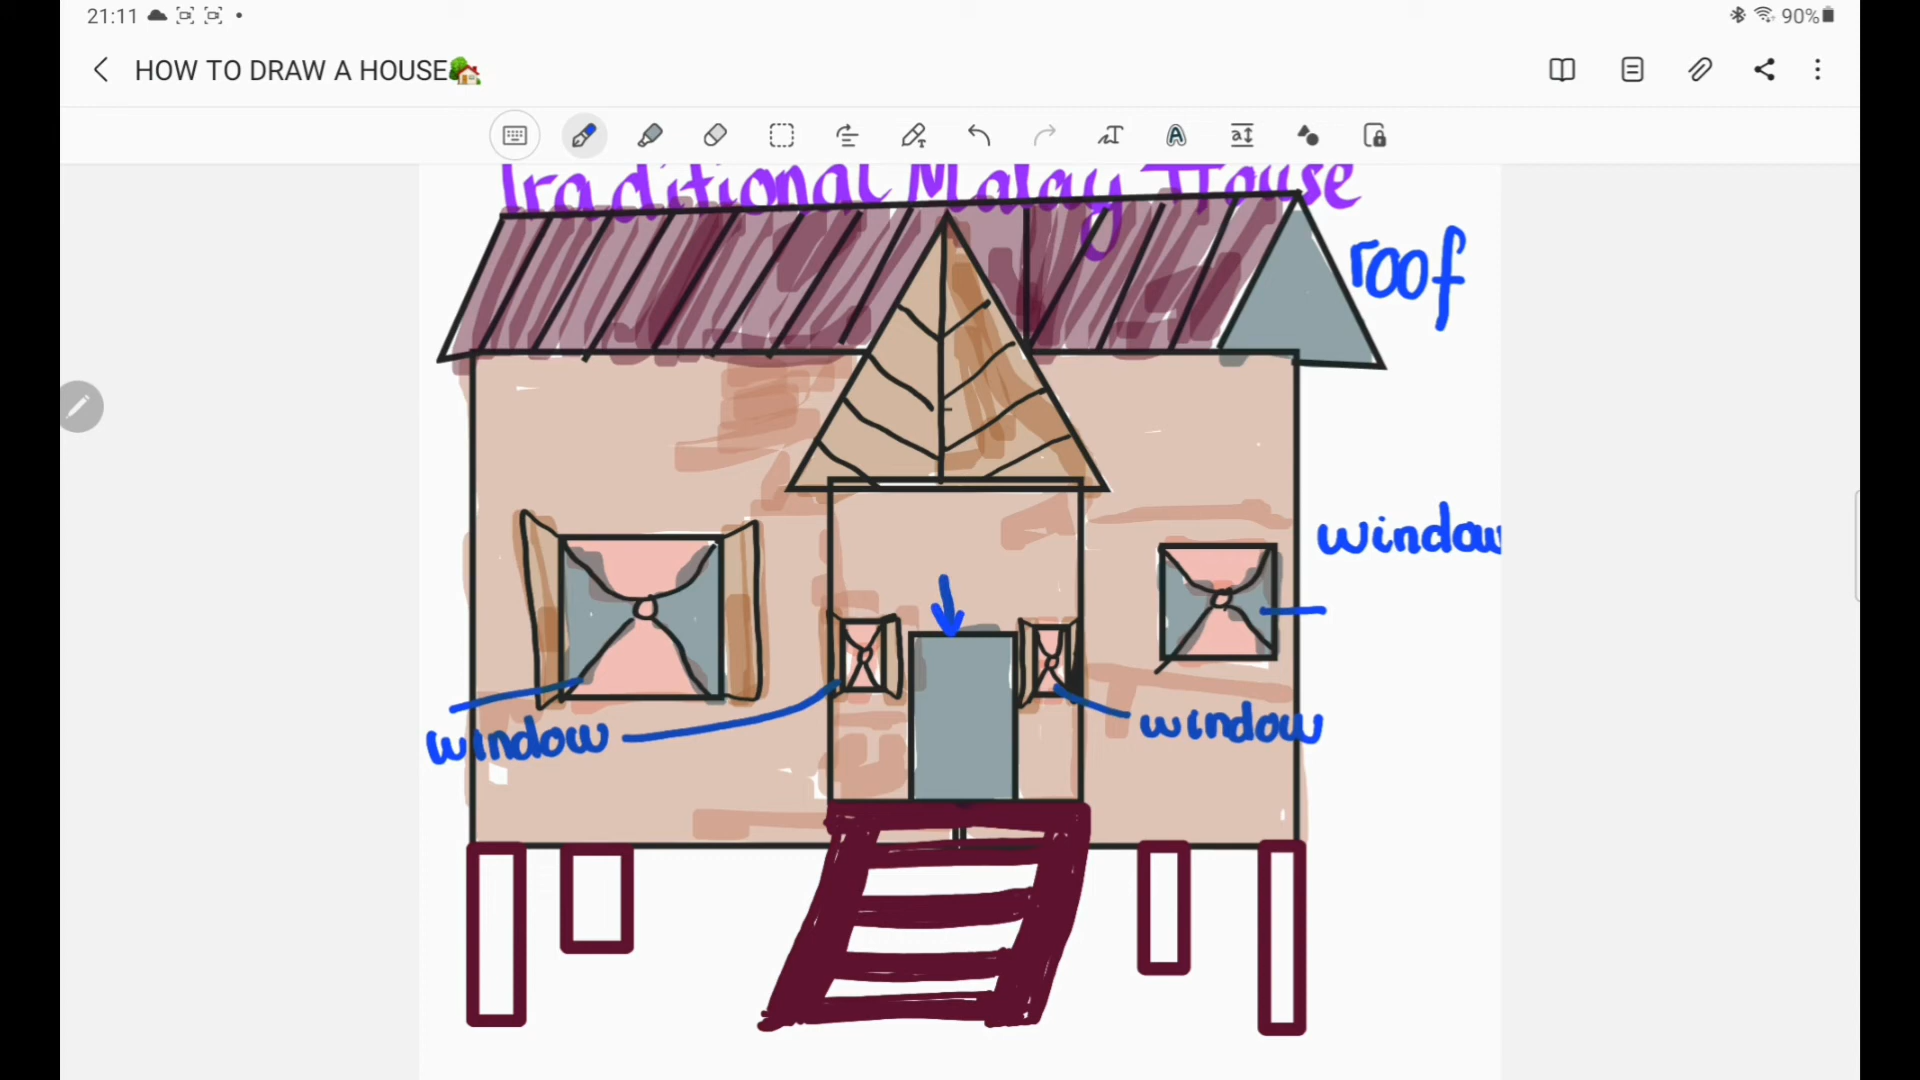 21:11 90%
HOW TO DRAW A HOUSE
Traditional Malay House
roof
window
window
window